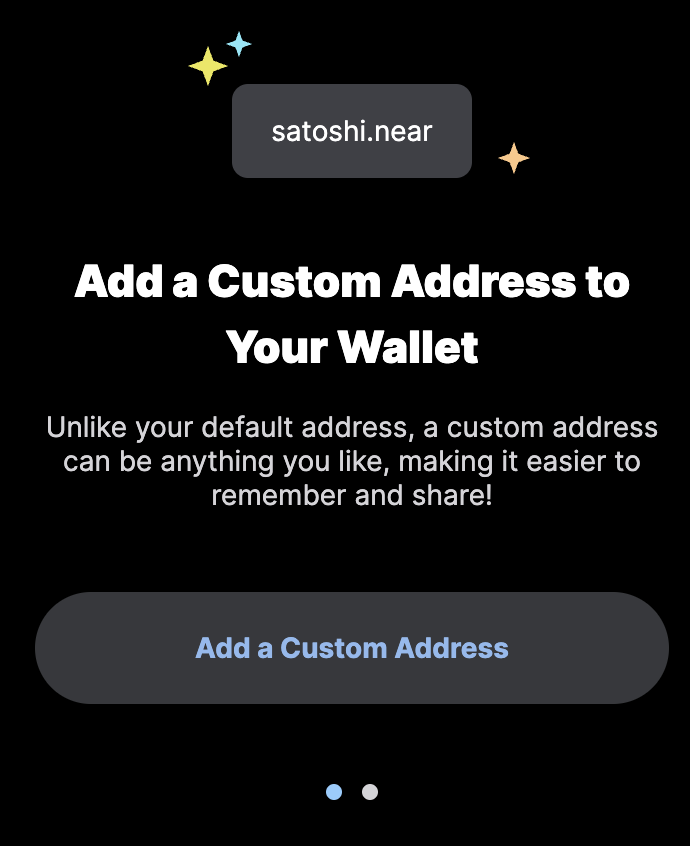 satoshi.near
Add a Custom Address to
Your Wallet
Unlike your default address, a custom address
can be anything you like, making it easier to
remember and share!
Add a Custom Address